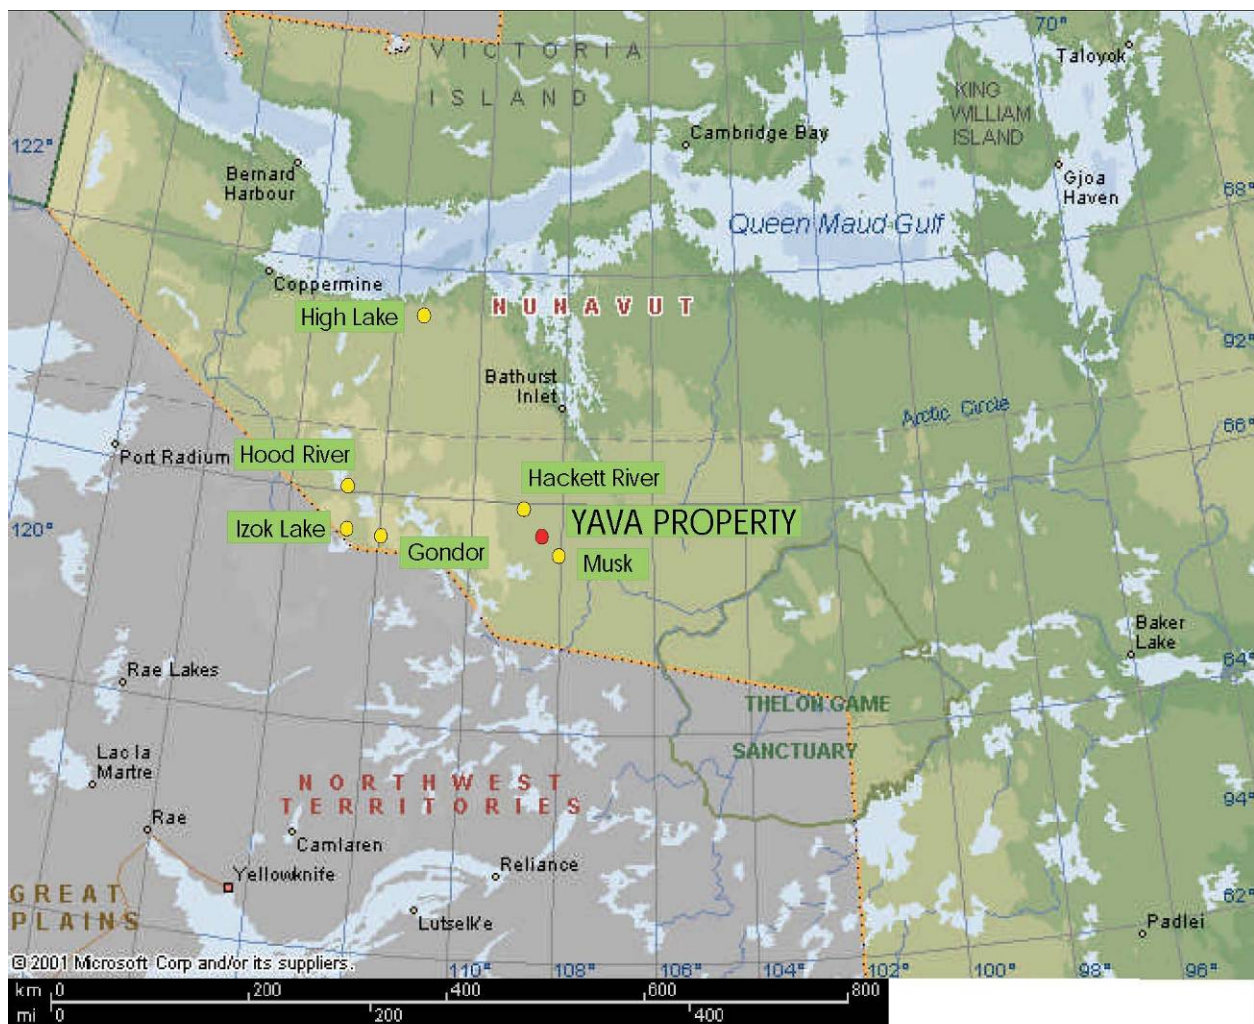 70°
Taloyok
VICTORIA
ISLAND
KING
WILLIAM
ISLAND
Cambridge Bay
122°
Bernard
Harbour
Gjoa
Haven
68°
Queen Maud Gulf
Coppermine
High Lake
NUNAVUT
92°
Bathurst
Inlet
Arctic Circle
66°
Port Radium
Hood River
Hackett River
120°
Izok Lake
YAVA PROPERTY
Gondor
Musk
Baker
Lake
64°
Rae Lakes
THELON GAME
SANCTUARY
Lac la
Martre
NORTHWEST
TERRITORIES
94°
Rae
Camlaren
Reliance
Yellowknife
GREAT
PLAINS
62°
Lutselk'e
Padlei
© 2001 Microsoft Corp and/or its suppliers.
110° 108° 106° 104° 102° 100° 98° 96°
km 0 200 400 600 800
mi 0 200 400